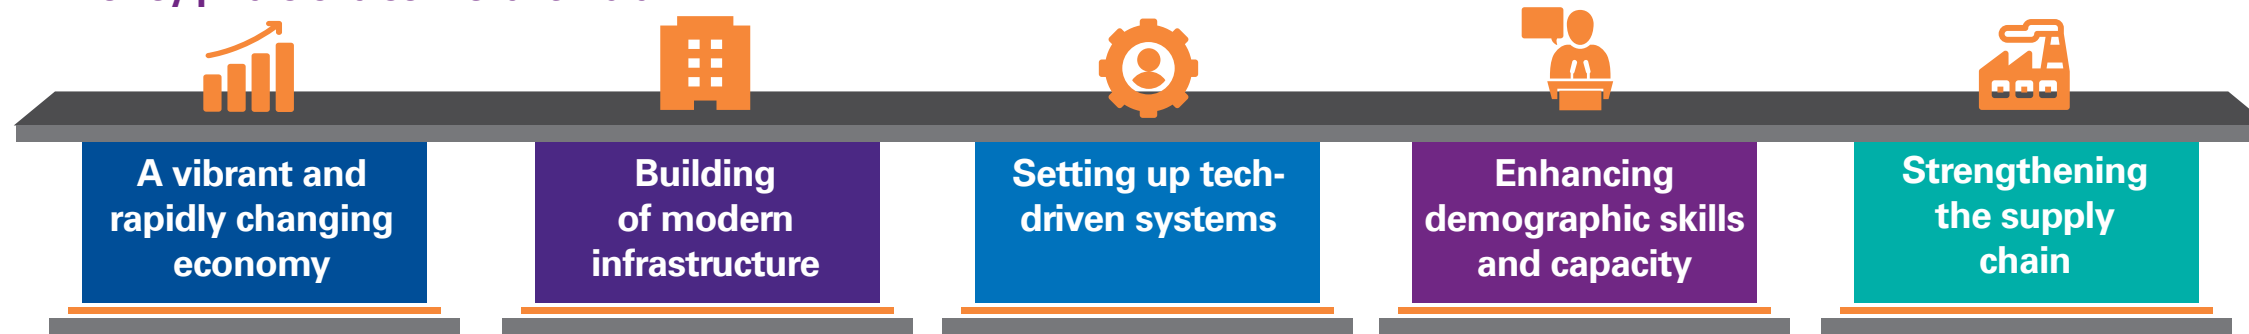 A vibrant and
rapidly changing
economy
Building
of modern
infrastructure
Setting up tech-
driven systems
Enhancing
demographic skills
and capacity
Strengthening
the supply
chain